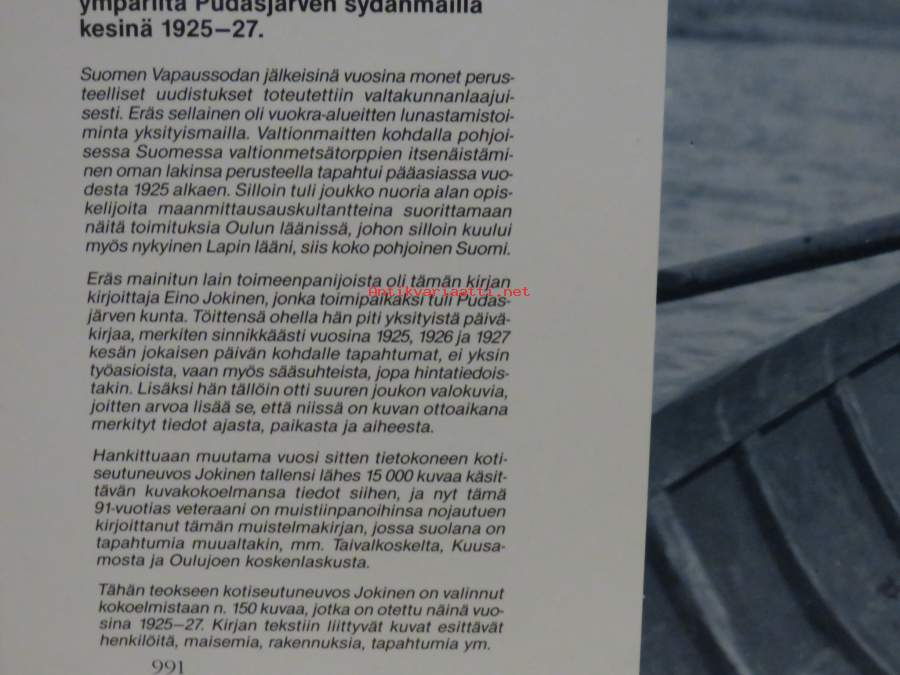 ympäriltä Pudasjärven sydänmailla
kesinä 1925–27.
Suomen Vapaussodan jälkeisinä vuosina monet perus-
teelliset uudistukset toteutettiin valtakunnanlaajui-
sesti. Eräs sellainen oli vuokra-alueitten lunastamistoi-
minta yksityismailla. Valtionmaitten kohdalla pohjoi-
sessa Suomessa valtionmetsätorppien itsenäistämi-
nen oman lakinsa perusteella tapahtui pääasiassa vuo-
desta 1925 alkaen. Silloin tuli joukko nuoria alan opis-
kelijoita maanmittausauskultantteina suorittamaan
näitä toimituksia Oulun läänissä, johon silloin kuului
myös nykyinen Lapin lääni, siis koko pohjoinen Suomi.
Eräs mainitun lain toimeenpanijoista oli tämän kirjan
kirjoittaja Eino Jokinen, jonka toimipaikaksi tuli Pudas-
järven kunta. Töittensä ohella hän piti yksityistä päivä-
kirjaa, merkiten sinnikkäästi vuosina 1925, 1926 ja 1927
kesän jokaisen päivän kohdalle tapahtumat, ei yksin
työasioista, vaan myös sääsuhteista, jopa hintatiedois-
takin. Lisäksi hän tällöin otti suuren joukon valokuvia,
joitten arvoa lisää se, että niissä on kuvan ottoaikana
merkityt tiedot ajasta, paikasta ja aiheesta.
Hankittuaan muutama vuosi sitten tietokoneen koti-
seutuneuvos Jokinen tallensi lähes 15 000 kuvaa käsit-
tävän kuvakokoelmansa tiedot siihen, ja nyt tämä
91-vuotias veteraani on muistiinpanoihinsa nojautuen
kirjoittanut tämän muistelmakirjan, jossa suolana on
tapahtumia muualtakin, mm. Taivalkoskelta, Kuusa-
mosta ja Oulujoen koskenlaskusta.
Tähän teokseen kotiseutuneuvos Jokinen on valinnut
kokoelmistaan n. 150 kuvaa, jotka on otettu näinä vuo-
sina 1925–27. Kirjan tekstiin liittyvät kuvat esittävät
henkilöitä, maisemia, rakennuksia, tapahtumia ym.
991
Antikvariaatti.net